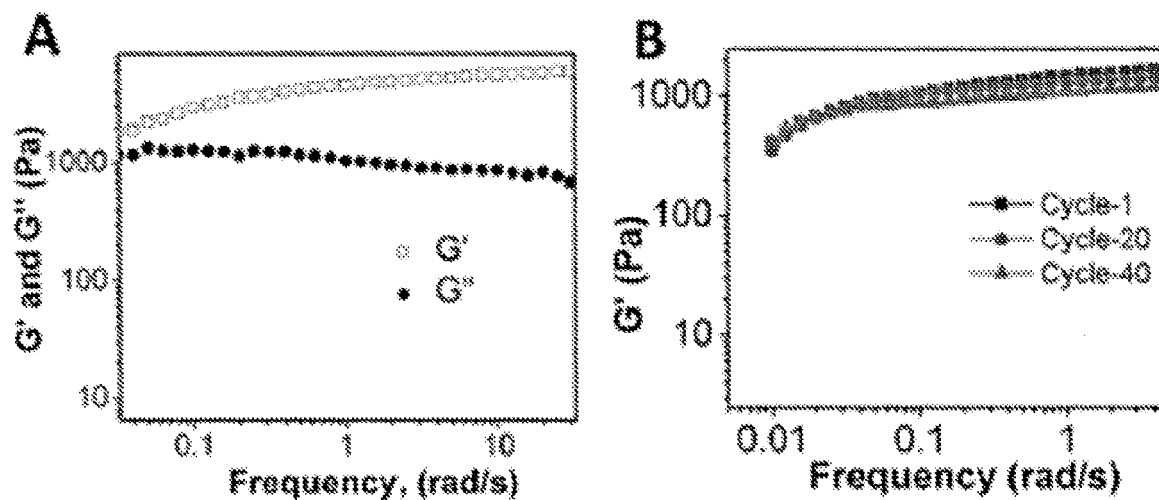 A
G' and G'' (Pa)
1000
100
10
G'
G''
0.1
1
10
Frequency, (rad/s)
B
G' (Pa)
1000
100
10
Cycle-1
Cycle-20
Cycle-40
0.01
0.1
1
Frequency (rad/s)